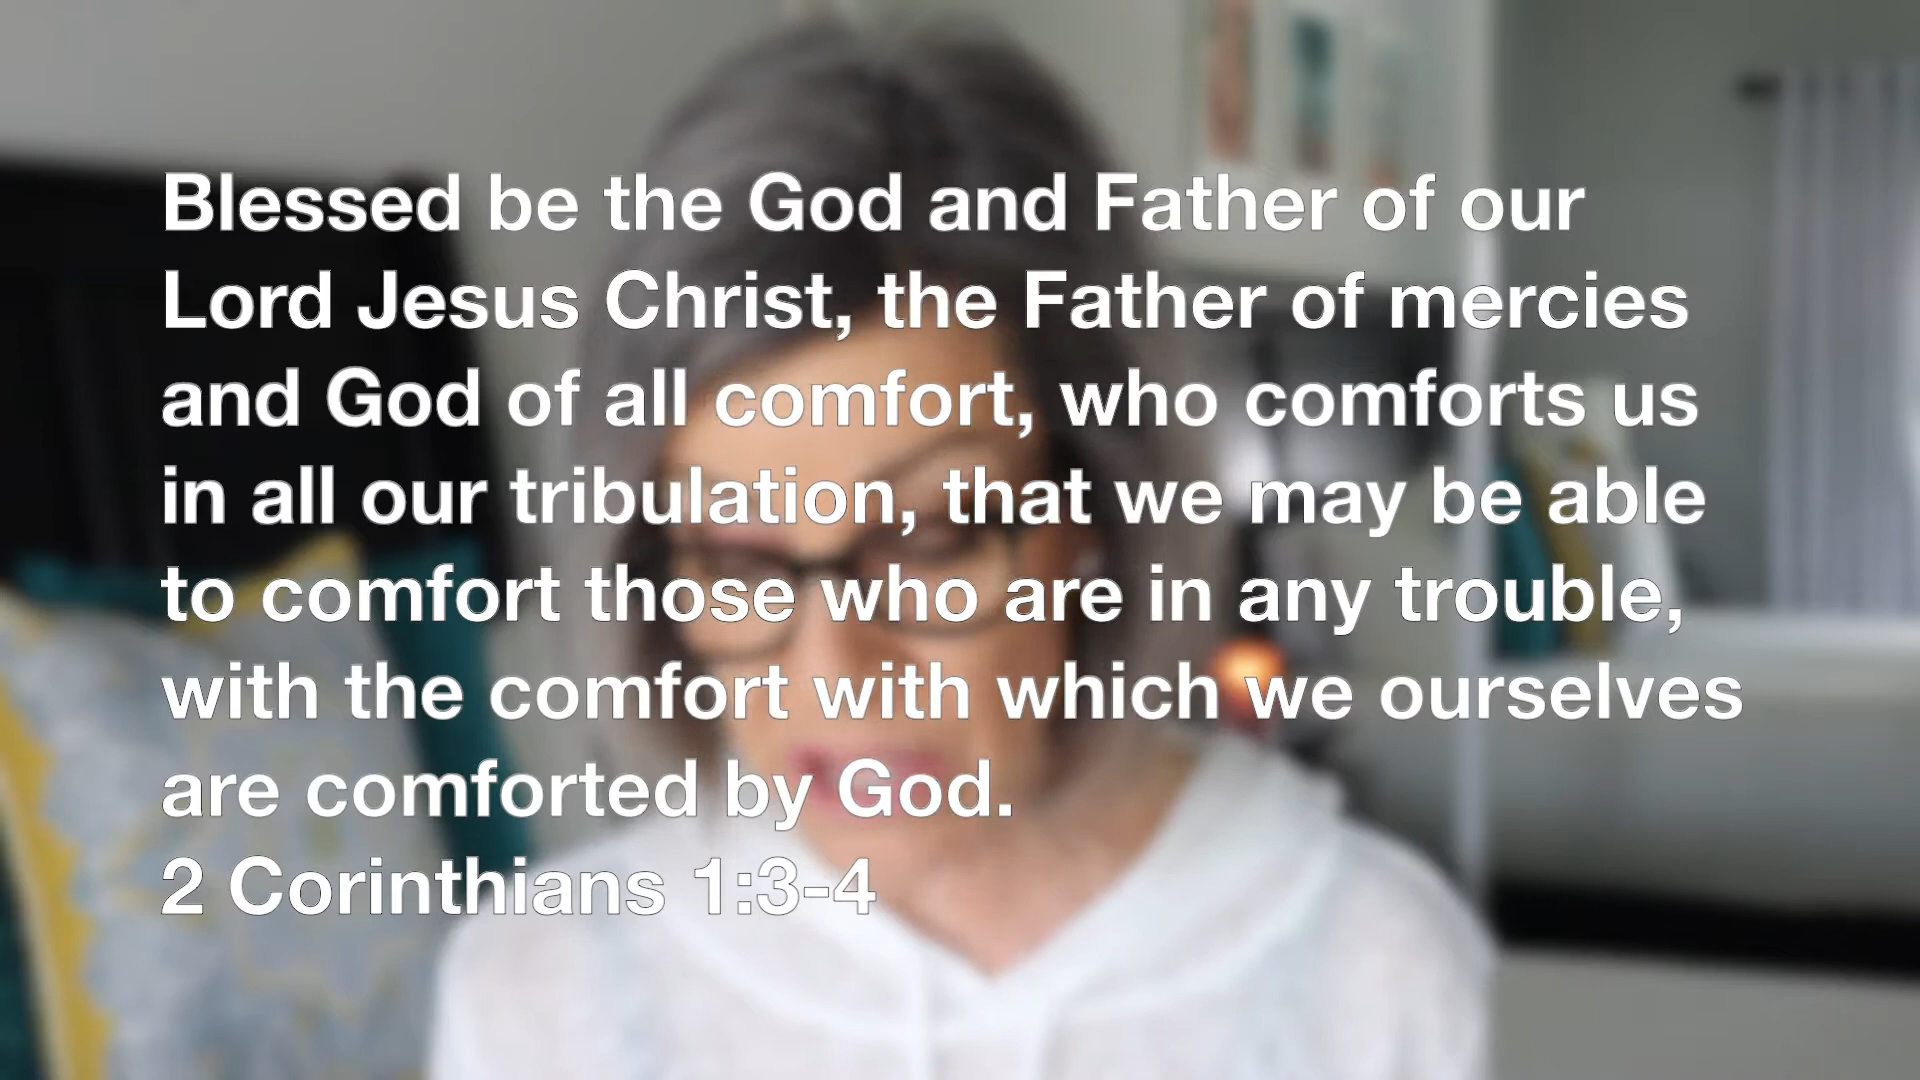 Blessed be the God and Father of our
Lord Jesus Christ, the Father of mercies
and God of all comfort, who comforts us
in all our tribulation, that we may be able
to comfort those who are in any trouble,
with the comfort with which we ourselves
are comforted by God.
2 Corinthians 1:3-4